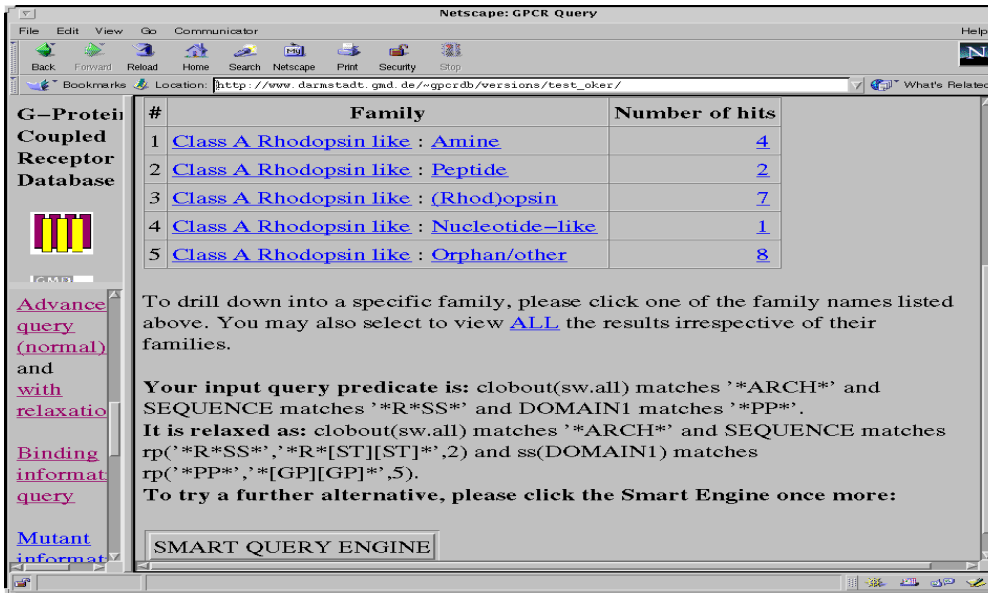 Netscape: GPCR Query
File Edit View Go Communicator Help
Back Forward Reload Home Search Netscape Print Security Stop
Bookmarks Location: http://www.darmstadt.gmd.de/~gpcrdb/versions/test_oker/ What's Related
G-Protein
Coupled
Receptor
Database
GMD
Advance
query
(normal)
and
with
relaxatio
Binding
informat
query
Mutant
informat
# Family Number of hits
1 Class A Rhodopsin like : Amine 4
2 Class A Rhodopsin like : Peptide 2
3 Class A Rhodopsin like : (Rhod)opsin 7
4 Class A Rhodopsin like : Nucleotide-like 1
5 Class A Rhodopsin like : Orphan/other 8
To drill down into a specific family, please click one of the family names listed
above. You may also select to view ALL the results irrespective of their
families.
Your input query predicate is: clobout(sw.all) matches '*ARCH*' and
SEQUENCE matches '*R*SS*' and DOMAIN1 matches '*PP*'.
It is relaxed as: clobout(sw.all) matches '*ARCH*' and SEQUENCE matches
rp('*R*SS*','*R*[ST][ST]*',2) and ss(DOMAIN1) matches
rp('*PP*','*[GP][GP]*',5).
To try a further alternative, please click the Smart Engine once more:
SMART QUERY ENGINE